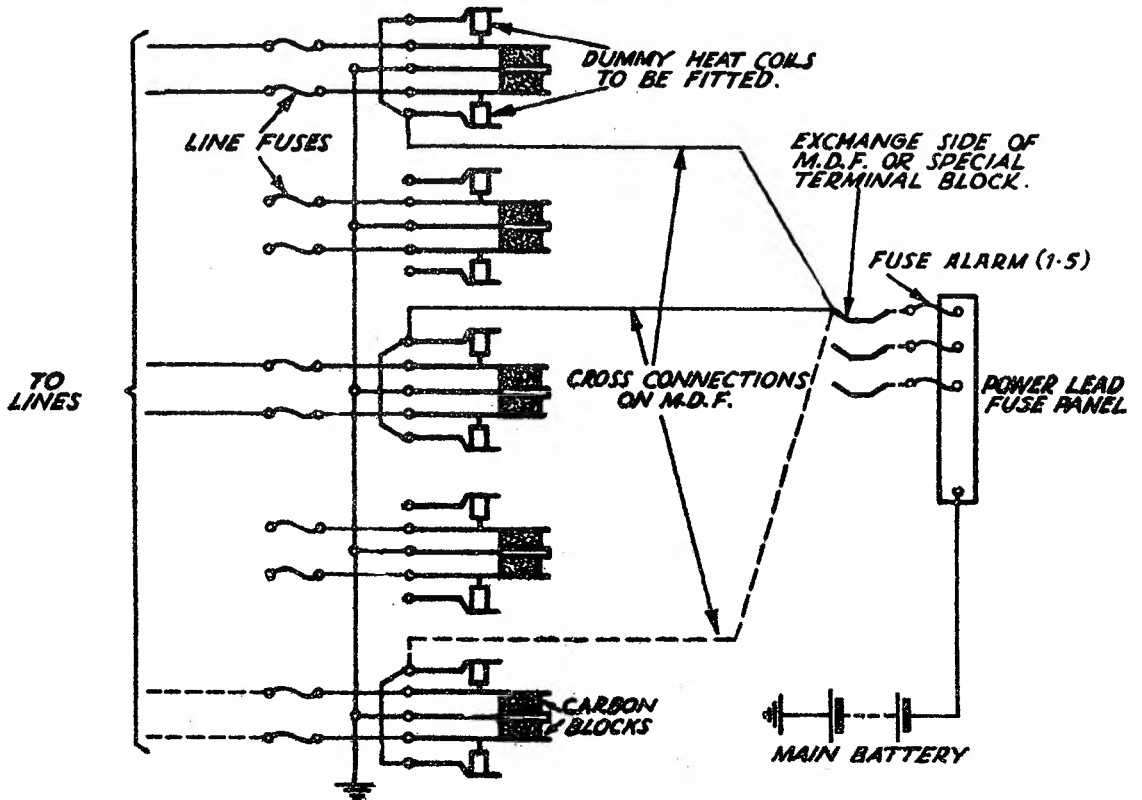 DUMMY HEAT COILS
TO BE FITTED.
LINE FUSES
EXCHANGE SIDE OF
M.D.F. OR SPECIAL
TERMINAL BLOCK.
FUSE ALARM (1·5)
TO
LINES
CROSS CONNECTIONS
ON M.D.F.
POWER LEAD
FUSE PANEL
CARBON
BLOCKS
MAIN BATTERY